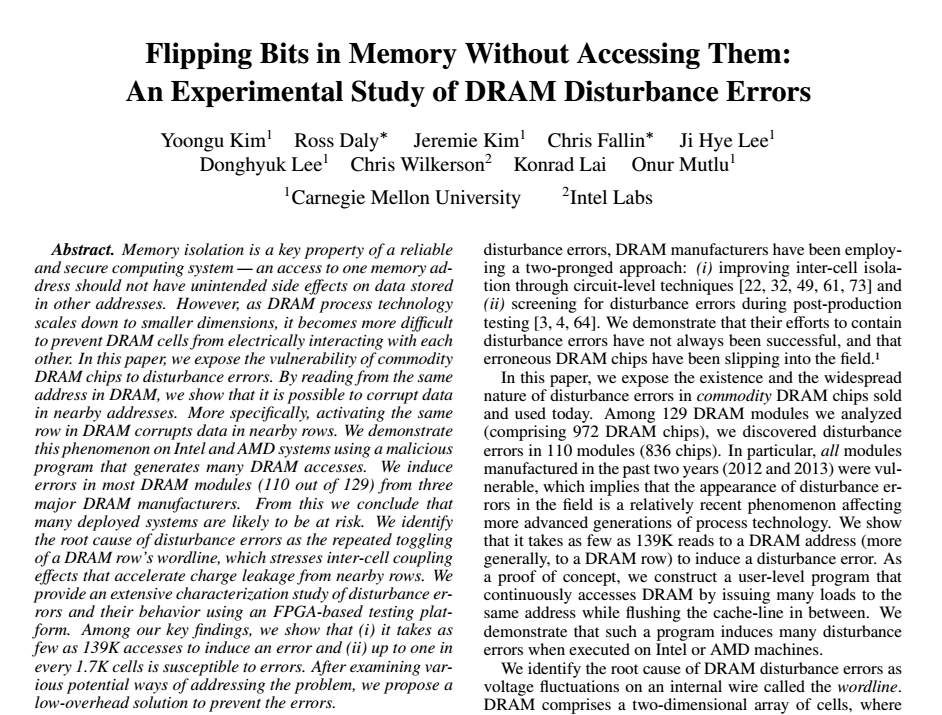 Flipping Bits in Memory Without Accessing Them:
An Experimental Study of DRAM Disturbance Errors
Yoongu Kim¹ Ross Daly* Jeremie Kim¹ Chris Fallin* Ji Hye Lee¹
Donghyuk Lee¹ Chris Wilkerson² Konrad Lai Onur Mutlu¹
¹Carnegie Mellon University ²Intel Labs
Abstract. Memory isolation is a key property of a reliable
and secure computing system — an access to one memory ad-
dress should not have unintended side effects on data stored
in other addresses. However, as DRAM process technology
scales down to smaller dimensions, it becomes more difficult
to prevent DRAM cells from electrically interacting with each
other. In this paper, we expose the vulnerability of commodity
DRAM chips to disturbance errors. By reading from the same
address in DRAM, we show that it is possible to corrupt data
in nearby addresses. More specifically, activating the same
row in DRAM corrupts data in nearby rows. We demonstrate
this phenomenon on Intel and AMD systems using a malicious
program that generates many DRAM accesses. We induce
errors in most DRAM modules (110 out of 129) from three
major DRAM manufacturers. From this we conclude that
many deployed systems are likely to be at risk. We identify
the root cause of disturbance errors as the repeated toggling
of a DRAM row's wordline, which stresses inter-cell coupling
effects that accelerate charge leakage from nearby rows. We
provide an extensive characterization study of disturbance er-
rors and their behavior using an FPGA-based testing plat-
form. Among our key findings, we show that (i) it takes as
few as 139K accesses to induce an error and (ii) up to one in
every 1.7K cells is susceptible to errors. After examining var-
ious potential ways of addressing the problem, we propose a
low-overhead solution to prevent the errors.
disturbance errors, DRAM manufacturers have been employ-
ing a two-pronged approach: (i) improving inter-cell isola-
tion through circuit-level techniques [22, 32, 49, 61, 73] and
(ii) screening for disturbance errors during post-production
testing [3, 4, 64]. We demonstrate that their efforts to contain
disturbance errors have not always been successful, and that
erroneous DRAM chips have been slipping into the field.¹
In this paper, we expose the existence and the widespread
nature of disturbance errors in commodity DRAM chips sold
and used today. Among 129 DRAM modules we analyzed
(comprising 972 DRAM chips), we discovered disturbance
errors in 110 modules (836 chips). In particular, all modules
manufactured in the past two years (2012 and 2013) were vul-
nerable, which implies that the appearance of disturbance er-
rors in the field is a relatively recent phenomenon affecting
more advanced generations of process technology. We show
that it takes as few as 139K reads to a DRAM address (more
generally, to a DRAM row) to induce a disturbance error. As
a proof of concept, we construct a user-level program that
continuously accesses DRAM by issuing many loads to the
same address while flushing the cache-line in between. We
demonstrate that such a program induces many disturbance
errors when executed on Intel or AMD machines.
We identify the root cause of DRAM disturbance errors as
voltage fluctuations on an internal wire called the wordline.
DRAM comprises a two-dimensional array of cells, where